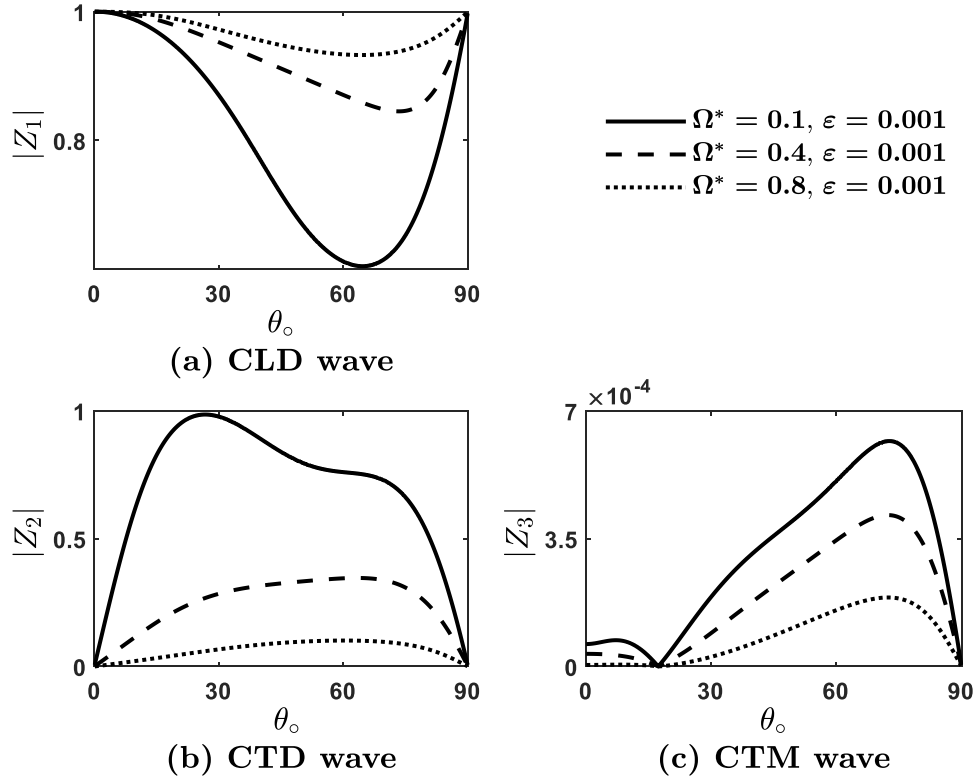 1
0.8
|Z₁|
0 30 60 90
θ∘
(a) CLD wave
Ω* = 0.1, ε = 0.001
Ω* = 0.4, ε = 0.001
Ω* = 0.8, ε = 0.001
1
0.5
0
|Z₂|
0 30 60 90
θ∘
(b) CTD wave
7 ×10⁻⁴
3.5
0
|Z₃|
0 30 60 90
θ∘
(c) CTM wave